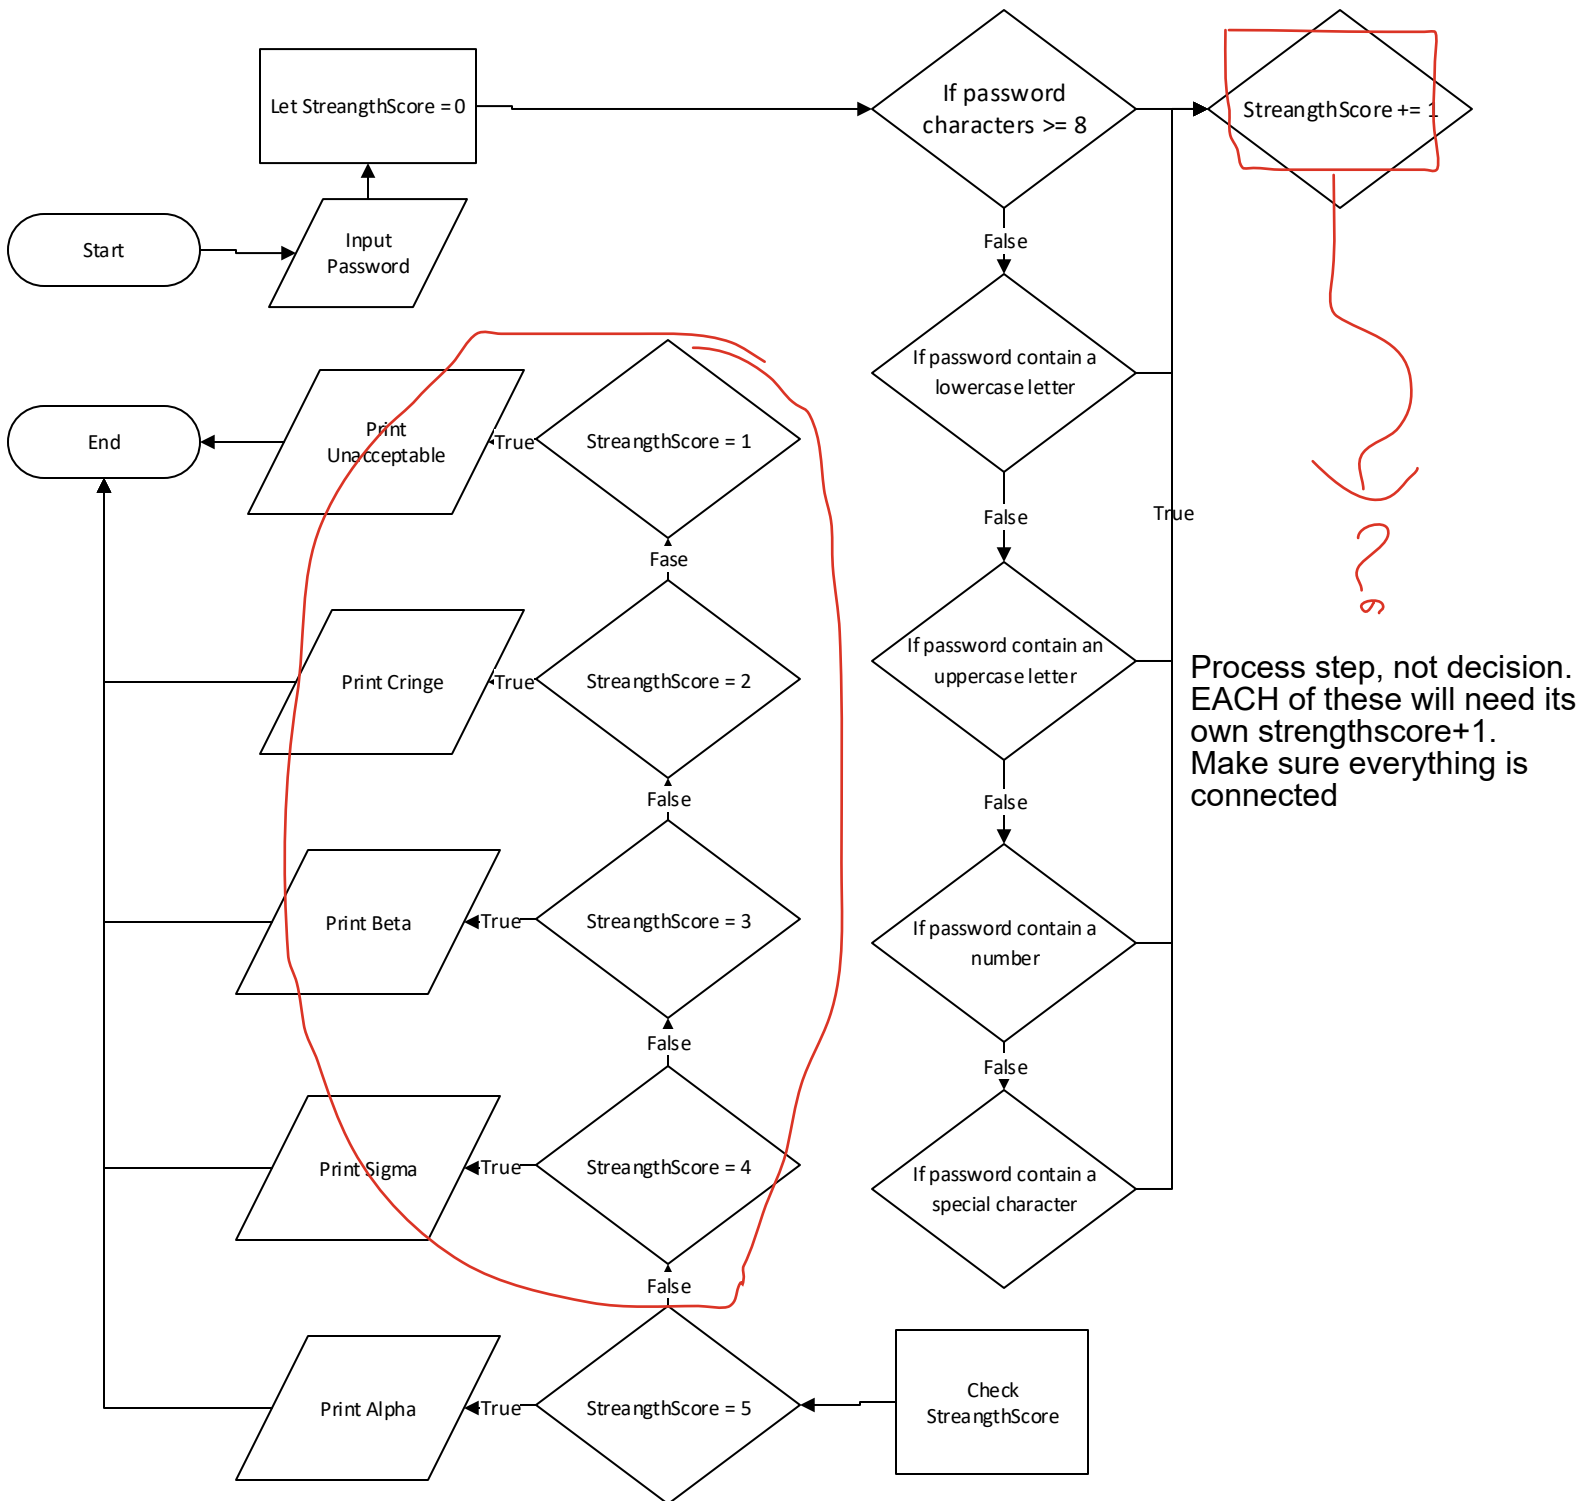 Let StreangthScore = 0
If password
characters >= 8
StreangthScore += 1
Start
Input
Password
False
If password contain a
lowercase letter
False
True
If password contain an
uppercase letter
False
If password contain a
number
False
If password contain a
special character
?
Process step, not decision.
EACH of these will need its
own strengthscore+1.
Make sure everything is
connected
End
Print
Unacceptable
True
StreangthScore = 1
Fase
Print Cringe
True
StreangthScore = 2
False
Print Beta
True
StreangthScore = 3
False
Print Sigma
True
StreangthScore = 4
False
Print Alpha
True
StreangthScore = 5
Check
StreangthScore